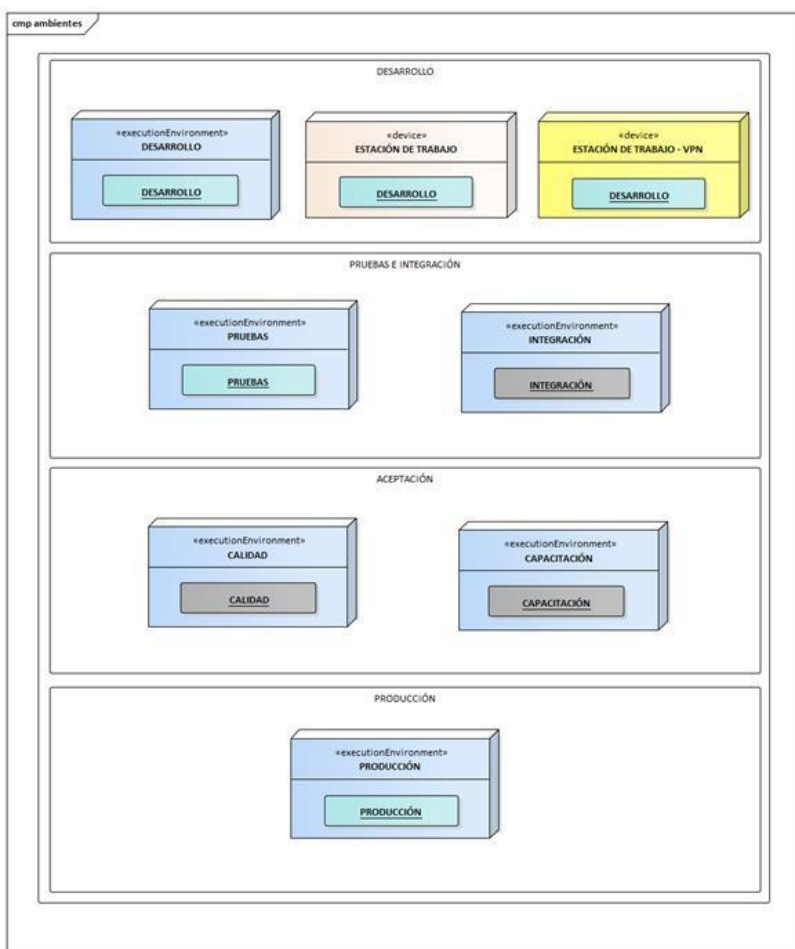 cmp ambientes
DESARROLLO
«executionEnvironment»
DESARROLLO
DESARROLLO
«device»
ESTACIÓN DE TRABAJO
DESARROLLO
«device»
ESTACIÓN DE TRABAJO - VPN
DESARROLLO
PRUEBAS E INTEGRACIÓN
«executionEnvironment»
PRUEBAS
PRUEBAS
«executionEnvironment»
INTEGRACIÓN
INTEGRACIÓN
ACEPTACIÓN
«executionEnvironment»
CALIDAD
CALIDAD
«executionEnvironment»
CAPACITACIÓN
CAPACITACIÓN
PRODUCCIÓN
«executionEnvironment»
PRODUCCIÓN
PRODUCCIÓN